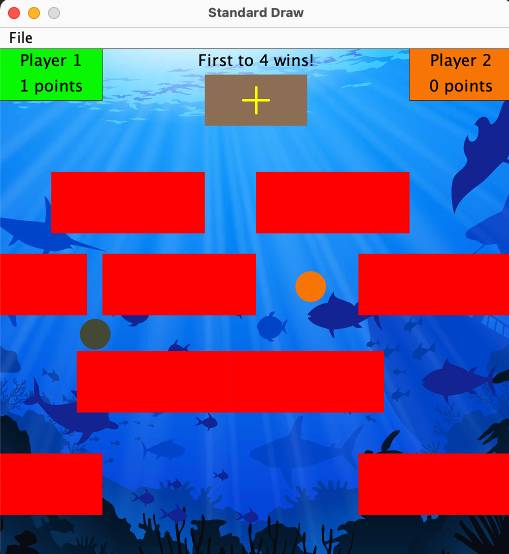 Standard Draw
File
Player 1
1 points
First to 4 wins!
Player 2
0 points